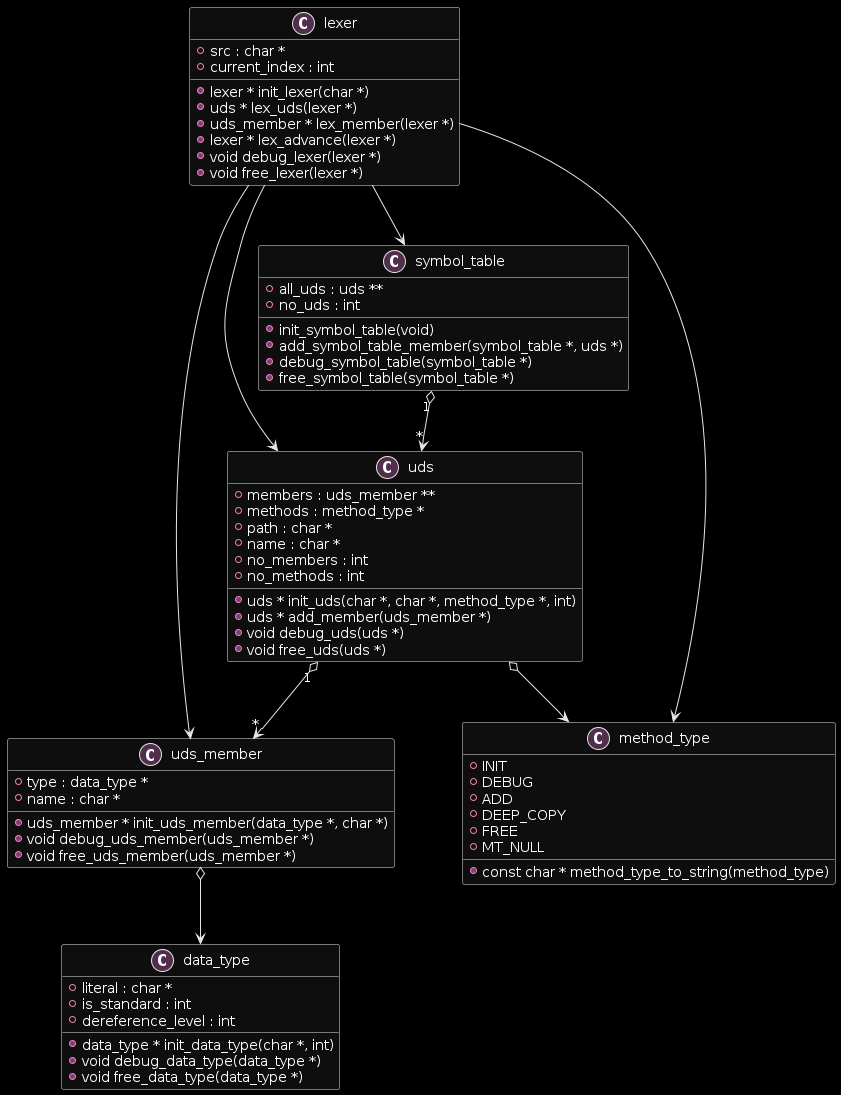 C lexer
src : char *
current_index : int
lexer * init_lexer(char *)
uds * lex_uds(lexer *)
uds_member * lex_member(lexer *)
lexer * lex_advance(lexer *)
void debug_lexer(lexer *)
void free_lexer(lexer *)
C symbol_table
all_uds : uds **
no_uds : int
init_symbol_table(void)
add_symbol_table_member(symbol_table *, uds *)
debug_symbol_table(symbol_table *)
free_symbol_table(symbol_table *)
1
*
C uds
members : uds_member **
methods : method_type *
path : char *
name : char *
no_members : int
no_methods : int
uds * init_uds(char *, char *, method_type *, int)
uds * add_member(uds_member *)
void debug_uds(uds *)
void free_uds(uds *)
1
*
C uds_member
type : data_type *
name : char *
uds_member * init_uds_member(data_type *, char *)
void debug_uds_member(uds_member *)
void free_uds_member(uds_member *)
C method_type
INIT
DEBUG
ADD
DEEP_COPY
FREE
MT_NULL
const char * method_type_to_string(method_type)
C data_type
literal : char *
is_standard : int
dereference_level : int
data_type * init_data_type(char *, int)
void debug_data_type(data_type *)
void free_data_type(data_type *)